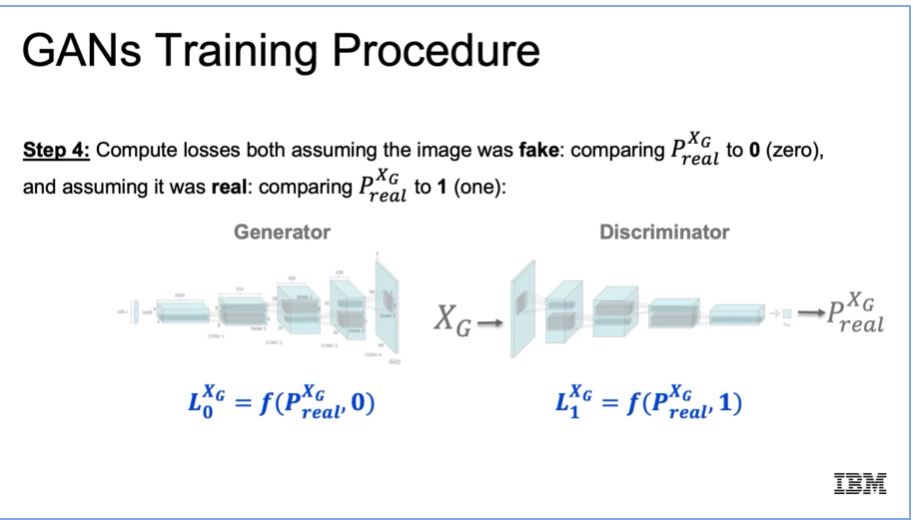 GANs Training Procedure
Step 4: Compute losses both assuming the image was fake: comparing P_{real}^{X_G} to 0 (zero),
and assuming it was real: comparing P_{real}^{X_G} to 1 (one):
Generator
Discriminator
X_G → → P_{real}^{X_G}
L_0^{X_G} = f(P_{real}^{X_G}, 0)
L_1^{X_G} = f(P_{real}^{X_G}, 1)
IBM